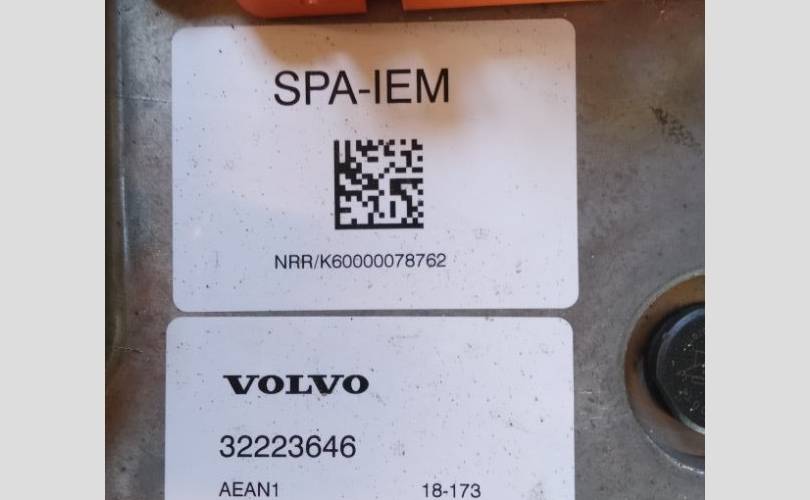 SPA-IEM
NRR/K60000078762
VOLVO
32223646
AEAN1 18-173